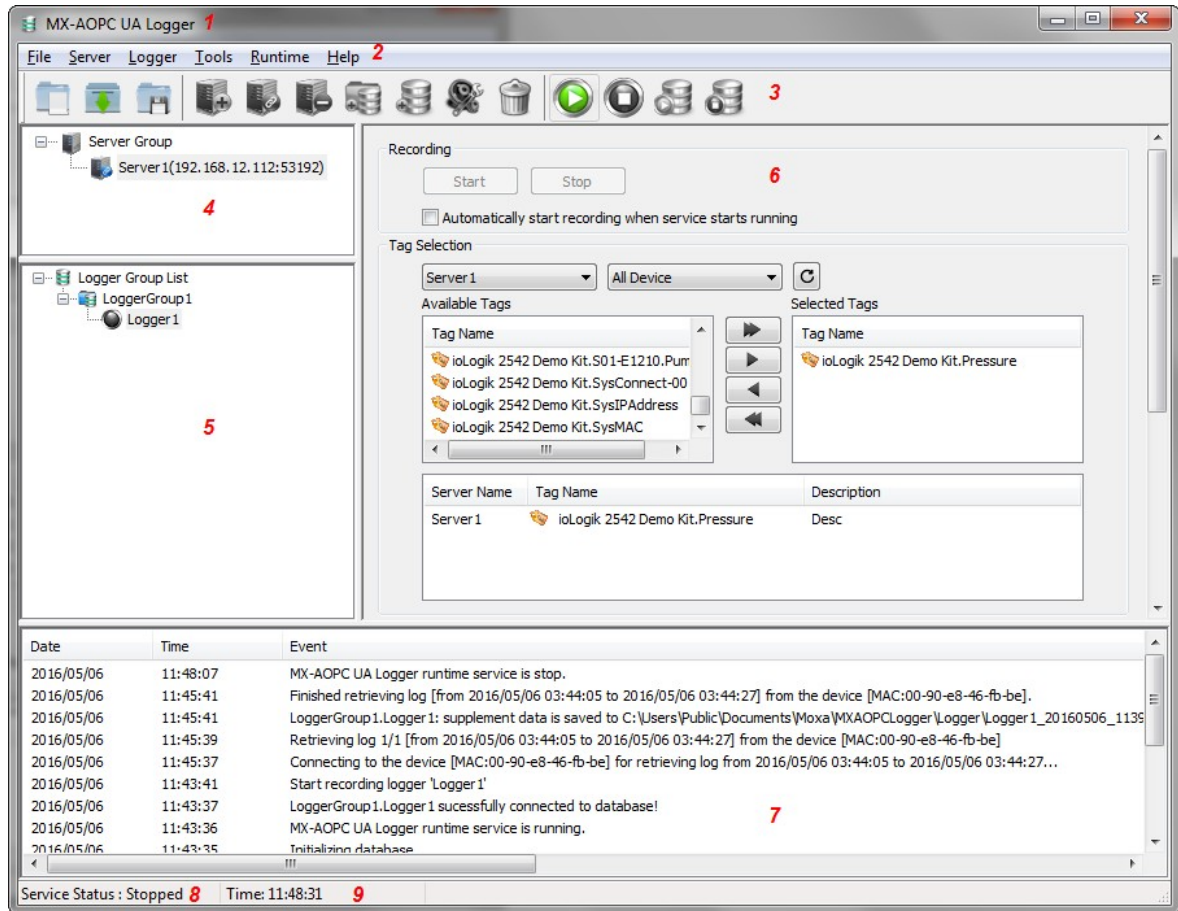 MX-AOPC UA Logger 1
File Server Logger Tools Runtime Help 2
3
Server Group
Server1(192.168.12.112:53192)
4
Logger Group List
LoggerGroup1
Logger1
5
Recording
Start Stop 6
Automatically start recording when service starts running
Tag Selection
Server1 All Device
Available Tags Selected Tags
Tag Name Tag Name
ioLogik 2542 Demo Kit.S01-E1210.Pum ioLogik 2542 Demo Kit.Pressure
ioLogik 2542 Demo Kit.SysConnect-00
ioLogik 2542 Demo Kit.SysIPAddress
ioLogik 2542 Demo Kit.SysMAC
Server Name Tag Name Description
Server1 ioLogik 2542 Demo Kit.Pressure Desc
Date Time Event
2016/05/06 11:48:07 MX-AOPC UA Logger runtime service is stop.
2016/05/06 11:45:41 Finished retrieving log [from 2016/05/06 03:44:05 to 2016/05/06 03:44:27] from the device [MAC:00-90-e8-46-fb-be].
2016/05/06 11:45:41 LoggerGroup1.Logger1: supplement data is saved to C:\Users\Public\Documents\Moxa\MXAOPCLogger\Logger\Logger1_20160506_1139
2016/05/06 11:45:39 Retrieving log 1/1 [from 2016/05/06 03:44:05 to 2016/05/06 03:44:27] from the device [MAC:00-90-e8-46-fb-be]
2016/05/06 11:45:37 Connecting to the device [MAC:00-90-e8-46-fb-be] for retrieving log from 2016/05/06 03:44:05 to 2016/05/06 03:44:27...
2016/05/06 11:43:41 Start recording logger 'Logger1'
2016/05/06 11:43:37 LoggerGroup1.Logger1 sucessfully connected to database!
2016/05/06 11:43:36 MX-AOPC UA Logger runtime service is running.
2016/05/06 11:43:35 Initializing database
7
Service Status : Stopped 8 Time: 11:48:31 9